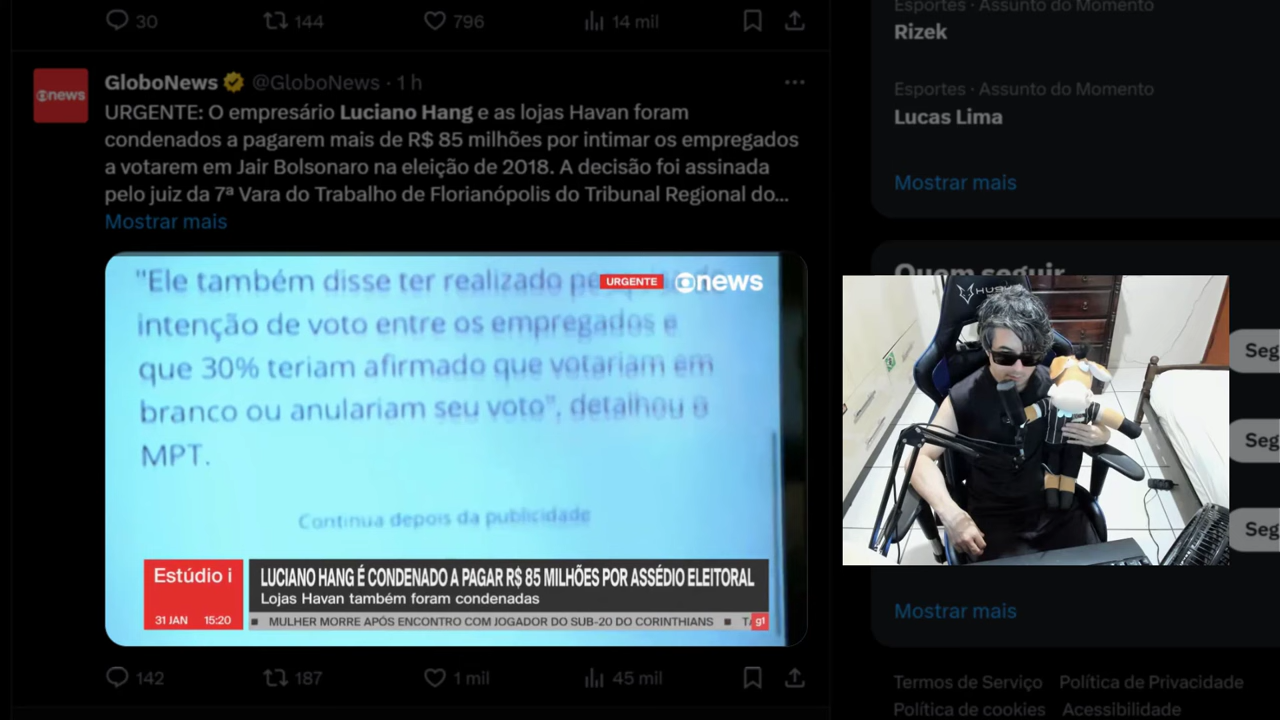 30 144 796 14 mil
Esportes · Assunto do Momento
Rizek
Esportes · Assunto do Momento
Lucas Lima
Mostrar mais
GloboNews @GloboNews · 1 h
URGENTE: O empresário Luciano Hang e as lojas Havan foram
condenados a pagarem mais de R$ 85 milhões por intimar os empregados
a votarem em Jair Bolsonaro na eleição de 2018. A decisão foi assinada
pelo juiz da 7ª Vara do Trabalho de Florianópolis do Tribunal Regional do...
Mostrar mais
news
"Ele também disse ter realizado
URGENTE
news
intenção de voto entre os empregados e
que 30% teriam afirmado que votariam em
branco ou anulariam seu voto", detalhou o
MPT.
Continua depois da publicidade
Estúdio i
LUCIANO HANG É CONDENADO A PAGAR R$ 85 MILHÕES POR ASSÉDIO ELEITORAL
Lojas Havan também foram condenadas
31 JAN 15:20
MULHER MORRE APÓS ENCONTRO COM JOGADOR DO SUB-20 DO CORINTHIANS
g1
142 187 1 mil 45 mil
Quem seguir
Seg
Seg
Seg
Mostrar mais
Termos de Serviço Política de Privacidade
Política de cookies Acessibilidade